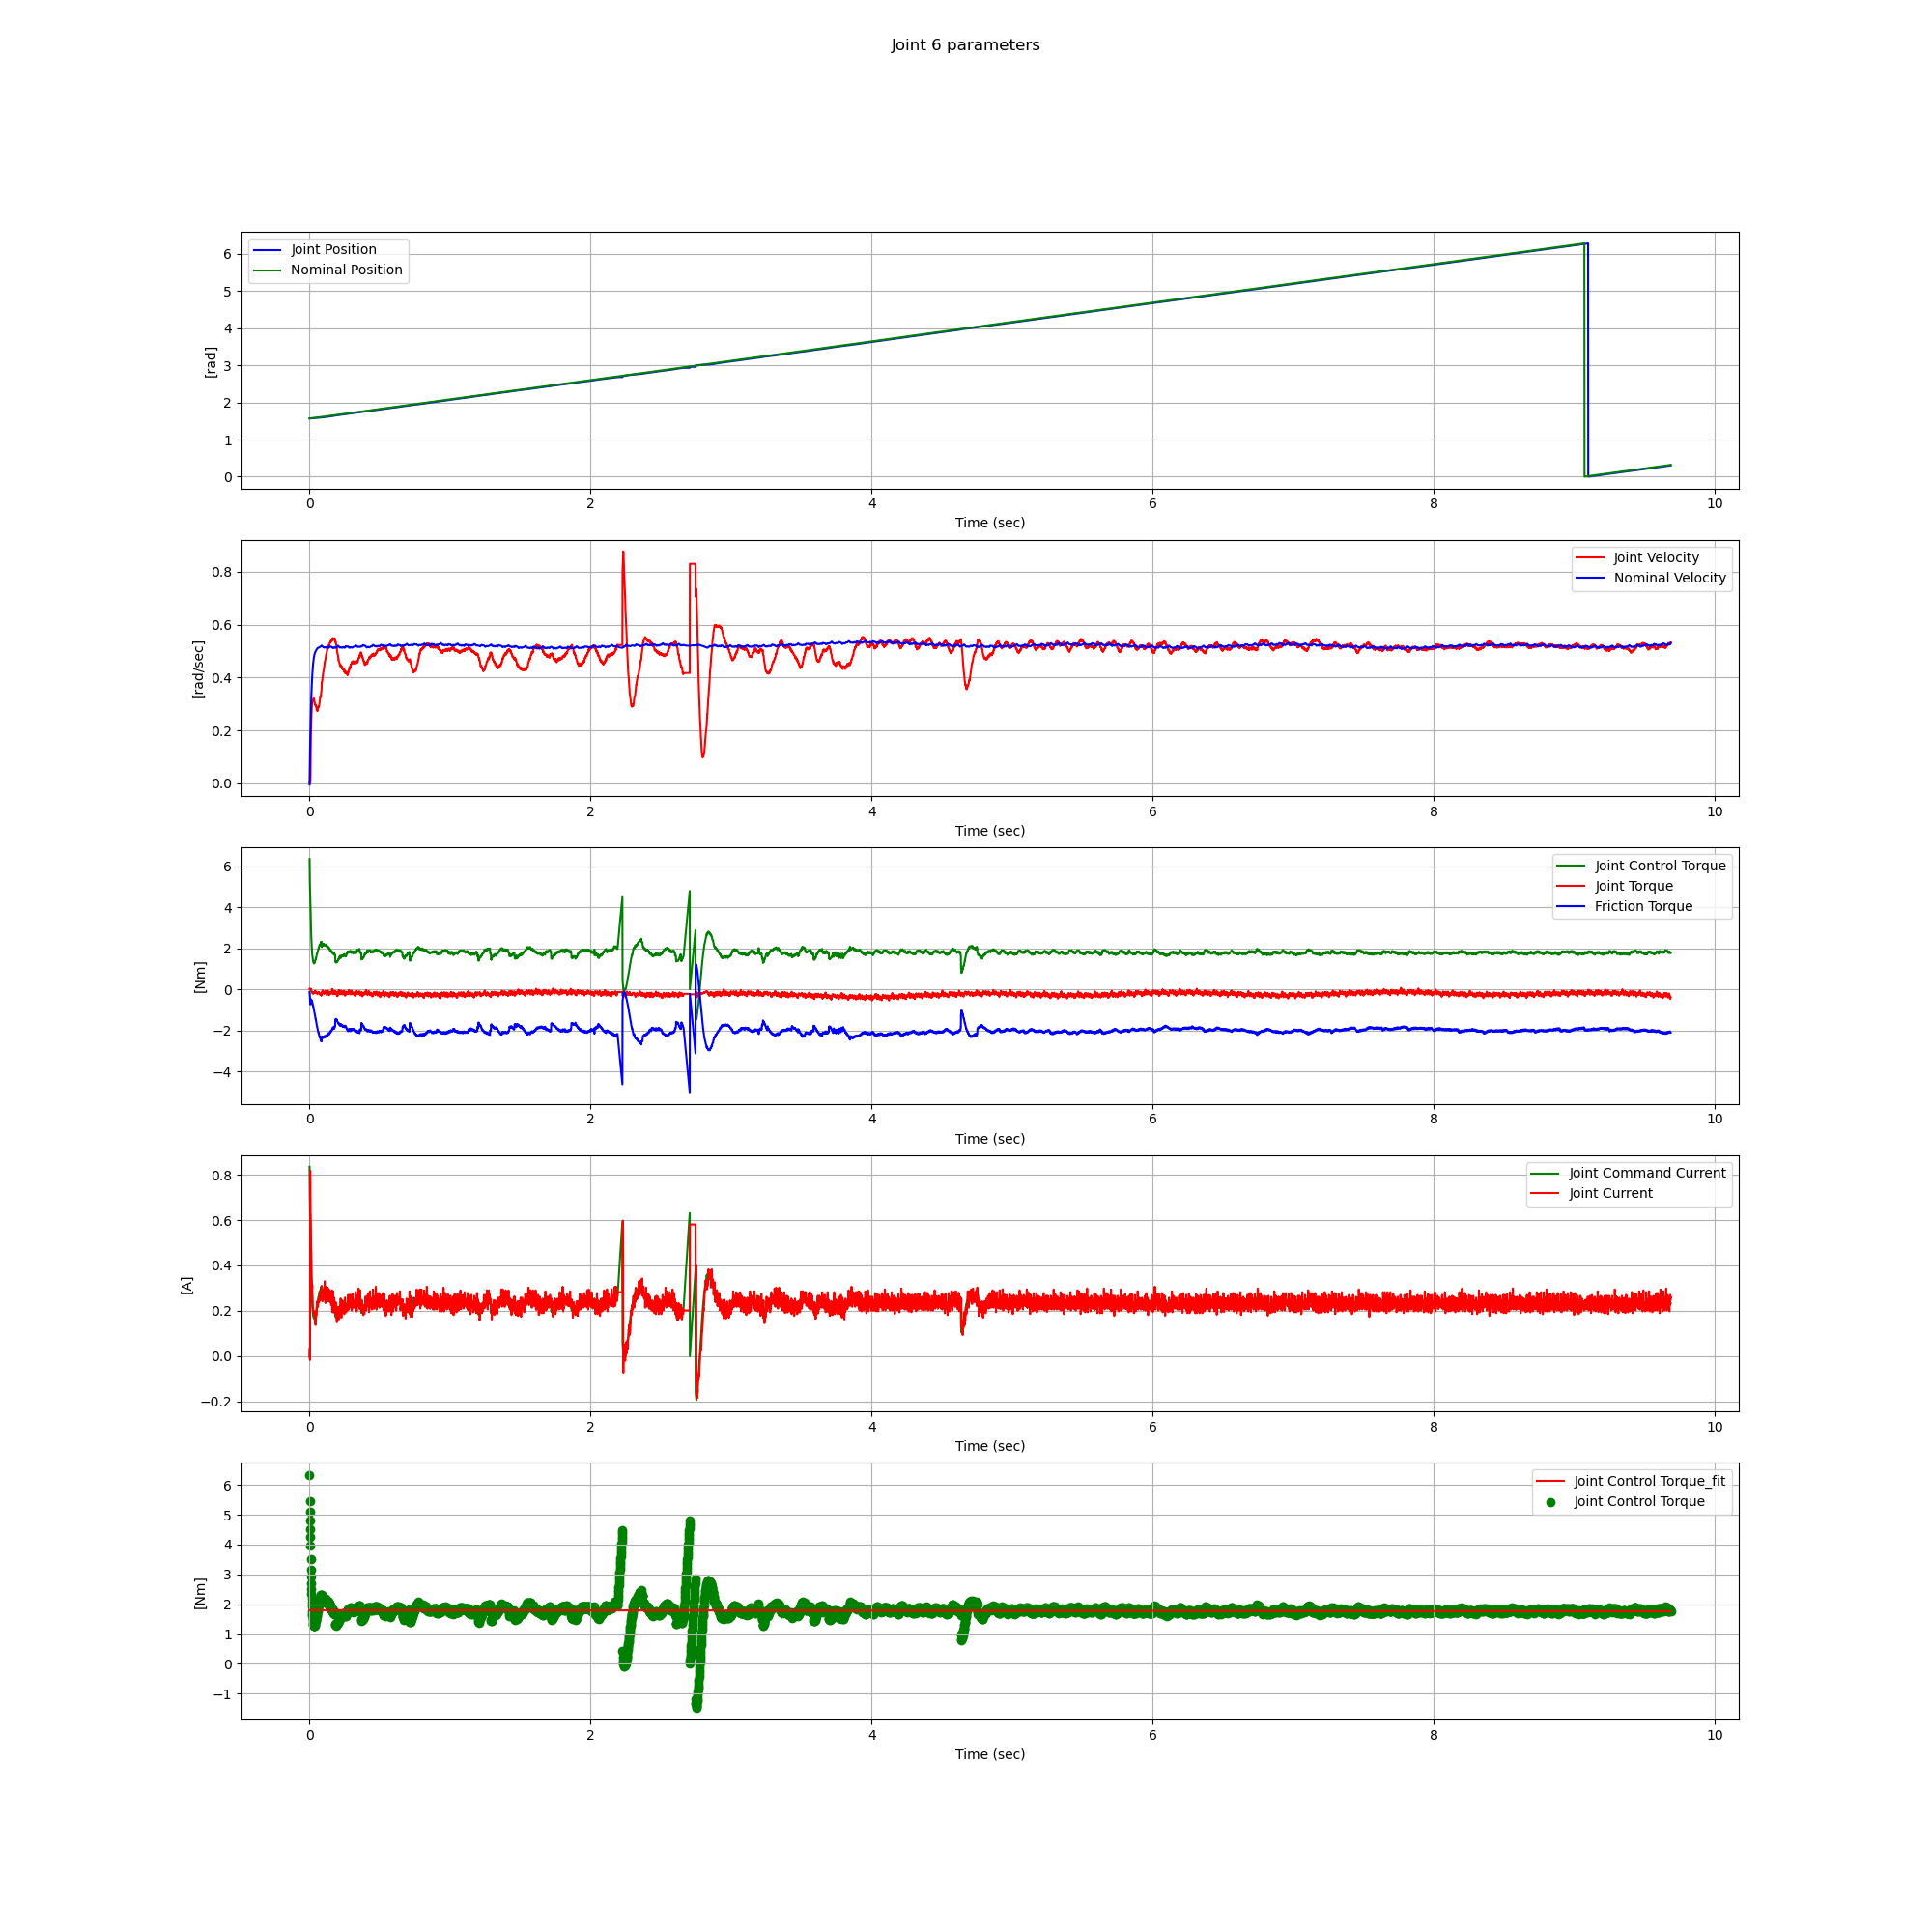 Joint 6 parameters
Joint Position
Nominal Position
[rad]
6
5
4
3
2
1
0
0 2 4 6 8 10
Time (sec)
Joint Velocity
Nominal Velocity
[rad/sec]
0.8
0.6
0.4
0.2
0.0
0 2 4 6 8 10
Time (sec)
Joint Control Torque
Joint Torque
Friction Torque
[Nm]
6
4
2
0
−2
−4
0 2 4 6 8 10
Time (sec)
Joint Command Current
Joint Current
[A]
0.8
0.6
0.4
0.2
0.0
−0.2
0 2 4 6 8 10
Time (sec)
Joint Control Torque_fit
Joint Control Torque
[Nm]
6
5
4
3
2
1
0
−1
0 2 4 6 8 10
Time (sec)